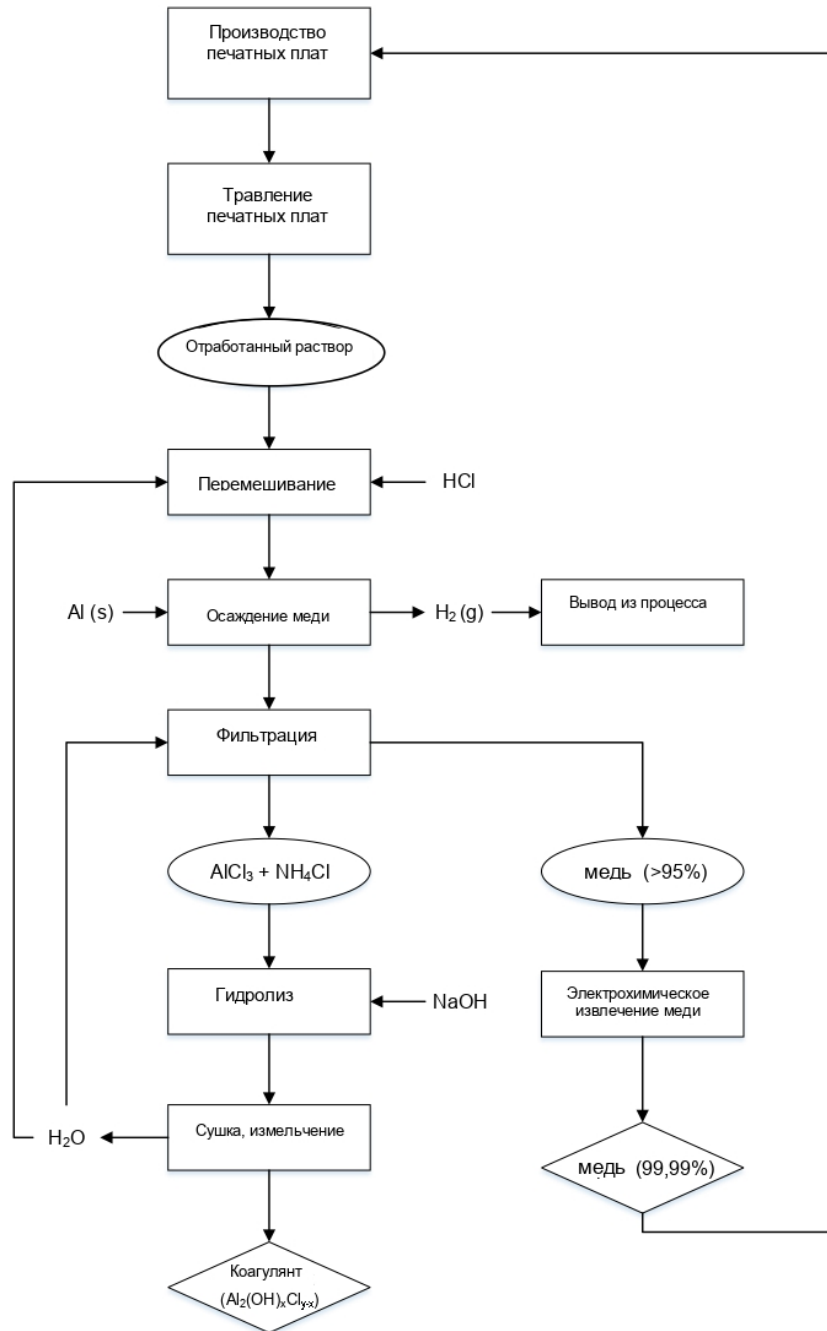 Производство
печатных плат
Травление
печатных плат
Отработанный раствор
Перемешивание
HCl
Al (s)
Осаждение меди
H₂ (g)
Вывод из процесса
Фильтрация
AlCl₃ + NH₄Cl
медь (>95%)
Гидролиз
NaOH
Электрохимическое
извлечение меди
H₂O
Сушка, измельчение
медь (99,99%)
Коагулянт
(Al₂(OH)ₓClᵧ₋ₓ)